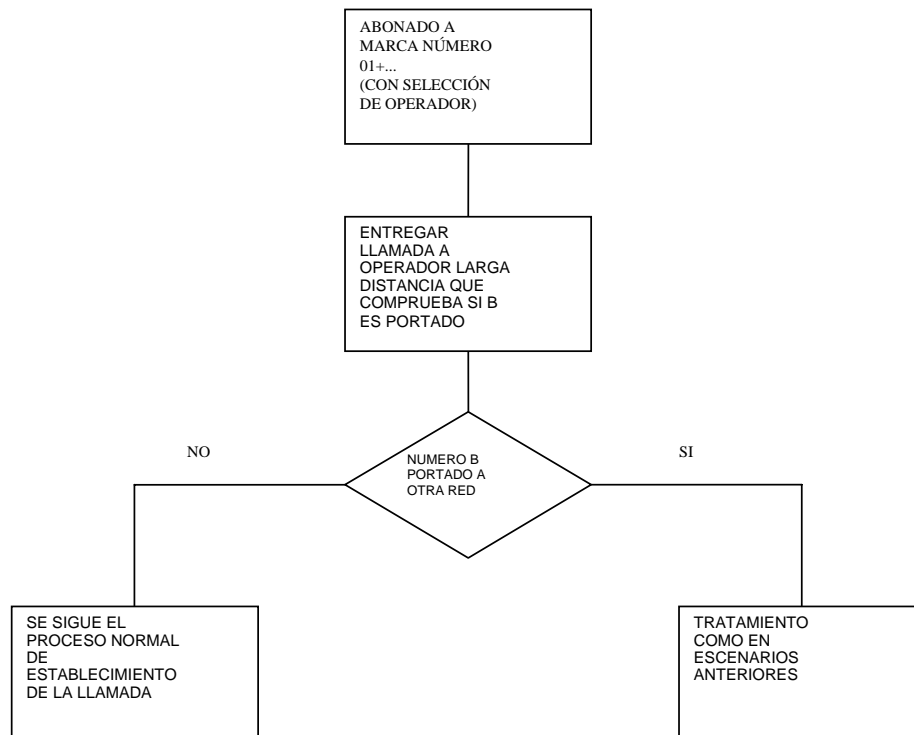 ABONADO A
MARCA NÚMERO
01+...
(CON SELECCIÓN
DE OPERADOR)
ENTREGAR
LLAMADA A
OPERADOR LARGA
DISTANCIA QUE
COMPRUEBA SI B
ES PORTADO
NUMERO B
PORTADO A
OTRA RED
NO
SI
SE SIGUE EL
PROCESO NORMAL
DE
ESTABLECIMIENTO
DE LA LLAMADA
TRATAMIENTO
COMO EN
ESCENARIOS
ANTERIORES